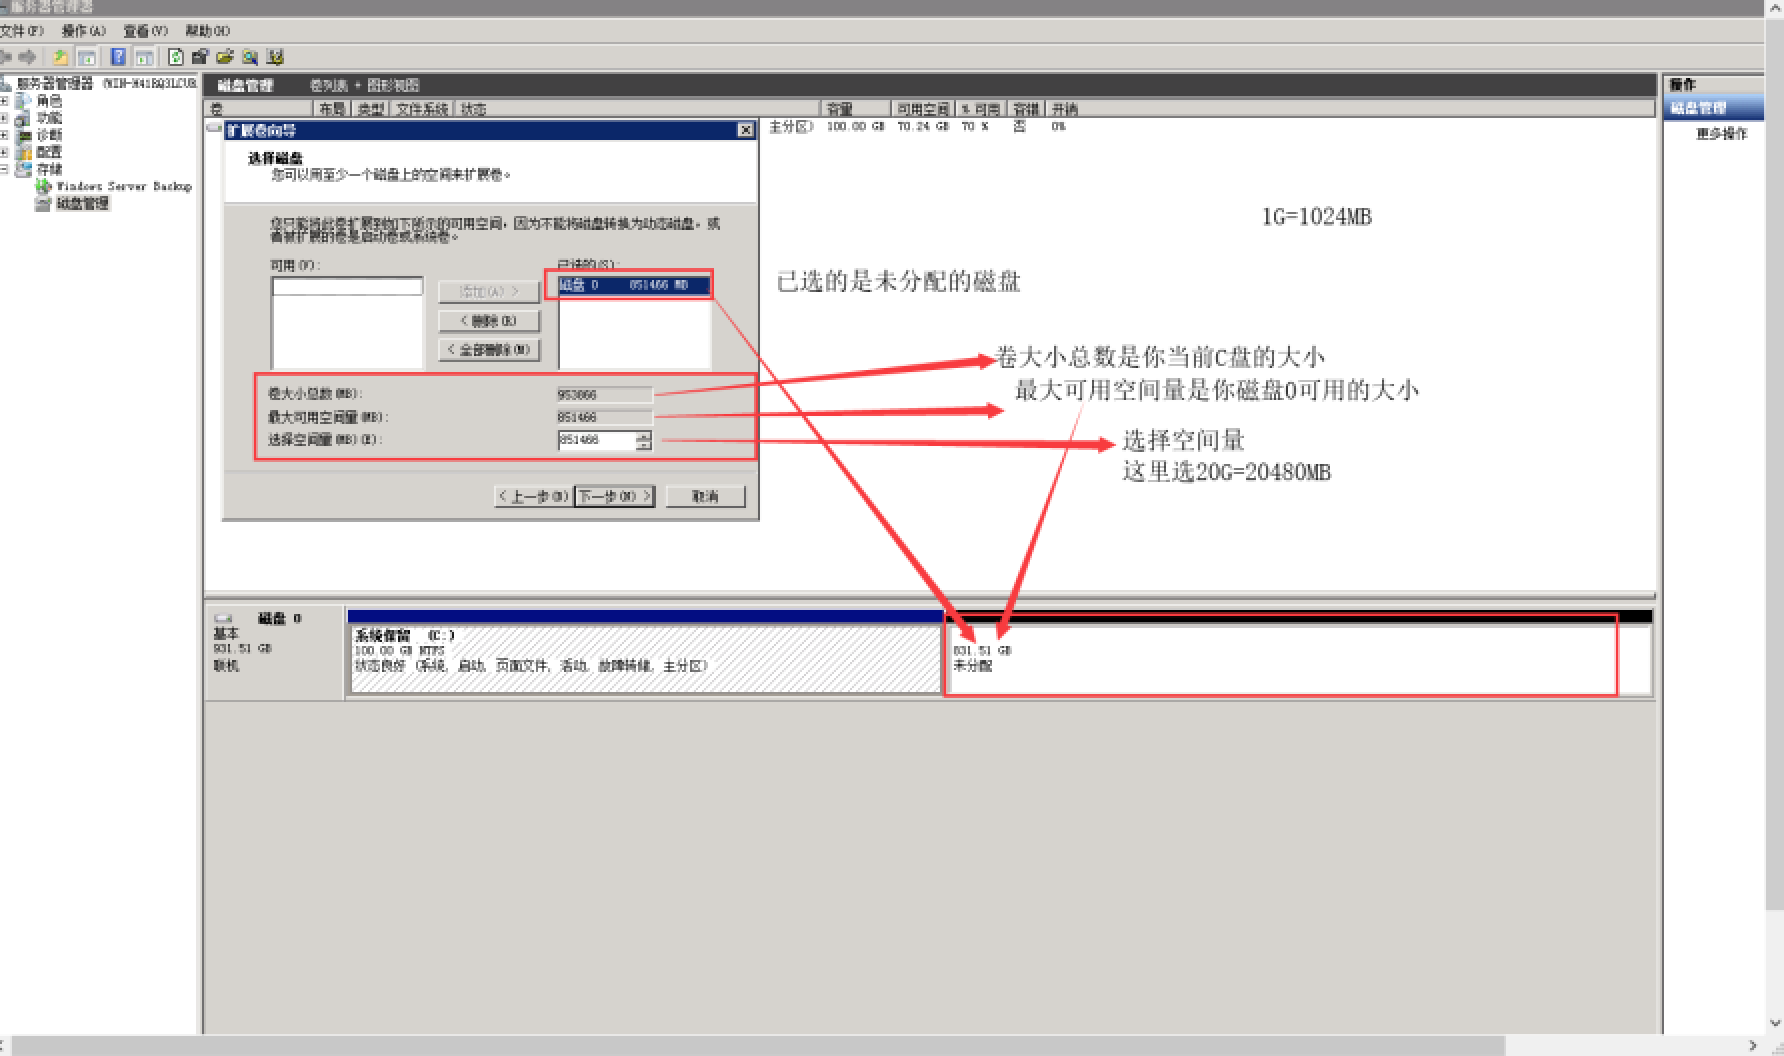 服务器管理器
文件(F) 操作(A) 查看(V) 帮助(H)
服务器管理器 (WIN-H41RQ3LCUR
角色
功能
诊断
配置
存储
Windows Server Backup
磁盘管理
磁盘管理 卷列表 + 图形视图
卷 布局 类型 文件系统 状态 容量 可用空间 % 可用 容错 开销
主分区) 100.00 GB 70.24 GB 70 % 否 0%
扩展卷向导
选择磁盘
您可以用至少一个磁盘上的空间来扩展卷。
您只能将此卷扩展到如下所示的可用空间，因为不能将磁盘转换为动态磁盘，或
者被扩展的卷是启动卷或系统卷。
可用(V):
已选的(S):
磁盘 0 851466 MB
添加(A) >
< 删除(R)
< 全部删除(M)
卷大小总数(MB): 953866
最大可用空间量(MB): 851466
选择空间量(MB)(E): 851466
< 上一步(B) 下一步(N) > 取消
1G=1024MB
已选的是未分配的磁盘
卷大小总数是你当前C盘的大小
最大可用空间量是你磁盘0可用的大小
选择空间量
这里选20G=20480MB
磁盘 0
基本
931.51 GB
联机
系统保留 (C:)
100.00 GB NTFS
状态良好 (系统, 启动, 页面文件, 活动, 故障转储, 主分区)
831.51 GB
未分配
操作
磁盘管理
更多操作